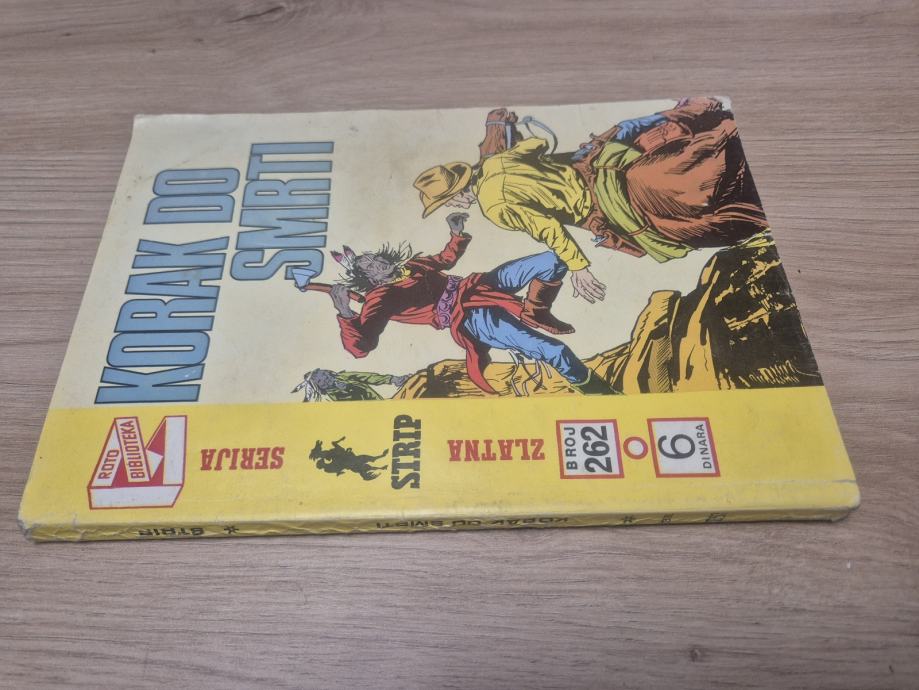 KORAK DO
SMRTI
ROTO
BIBLIOTEKA
SERIJA
STRIP
ZLATNA
BROJ
262
6
DINARA
KORAK DO SMRTI
* STRIP